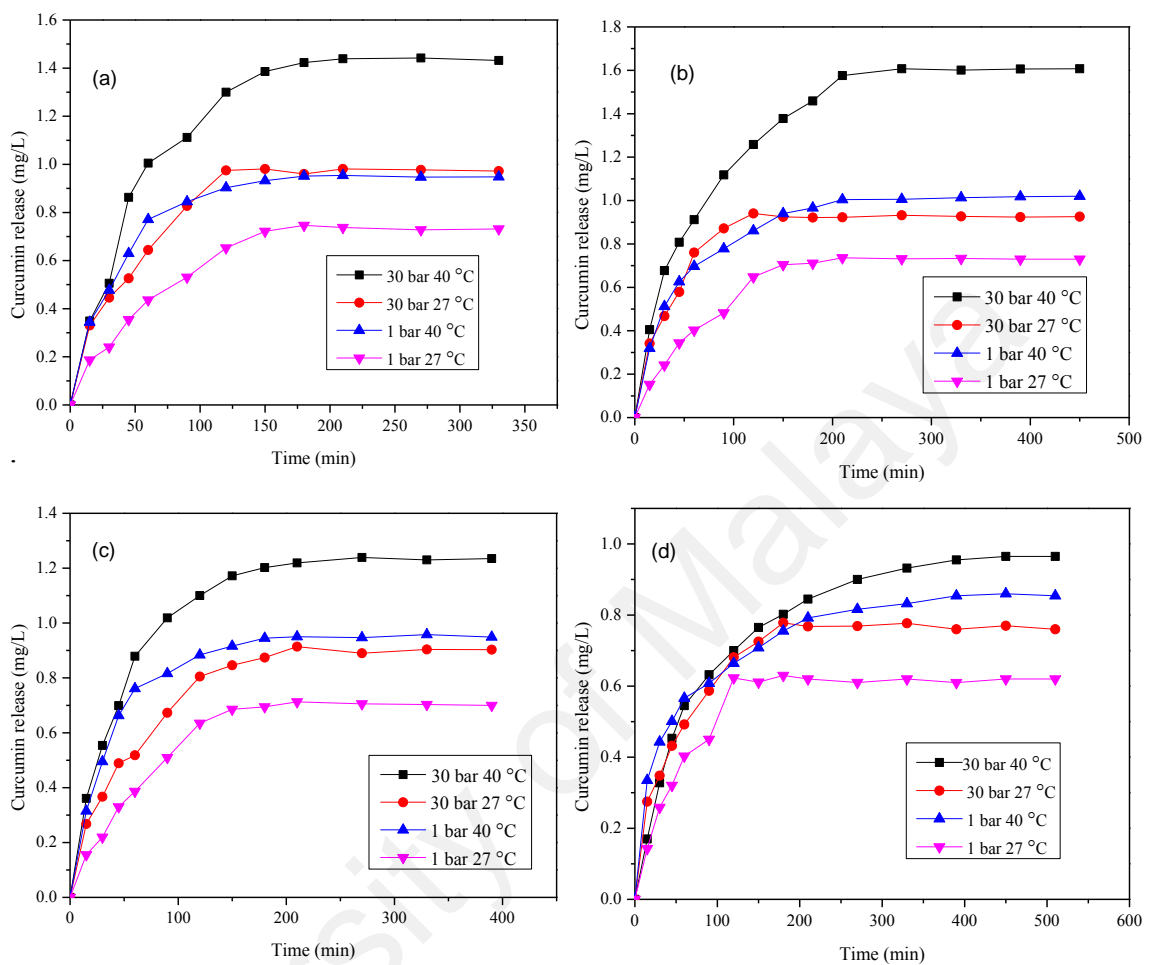 (a)
Curcumin release (mg/L)
1.6
1.4
1.2
1.0
0.8
0.6
0.4
0.2
0.0
0 50 100 150 200 250 300 350
Time (min)
30 bar 40 °C
30 bar 27 °C
1 bar 40 °C
1 bar 27 °C
(b)
Curcumin release (mg/L)
1.8
1.6
1.4
1.2
1.0
0.8
0.6
0.4
0.2
0.0
0 100 200 300 400 500
Time (min)
30 bar 40 °C
30 bar 27 °C
1 bar 40 °C
1 bar 27 °C
.
(c)
Curcumin release (mg/L)
1.4
1.2
1.0
0.8
0.6
0.4
0.2
0.0
0 100 200 300 400
Time (min)
30 bar 40 °C
30 bar 27 °C
1 bar 40 °C
1 bar 27 °C
(d)
Curcumin release (mg/L)
1.0
0.8
0.6
0.4
0.2
0.0
0 100 200 300 400 500 600
Time (min)
30 bar 40 °C
30 bar 27 °C
1 bar 40 °C
1 bar 27 °C
sity of Malaya